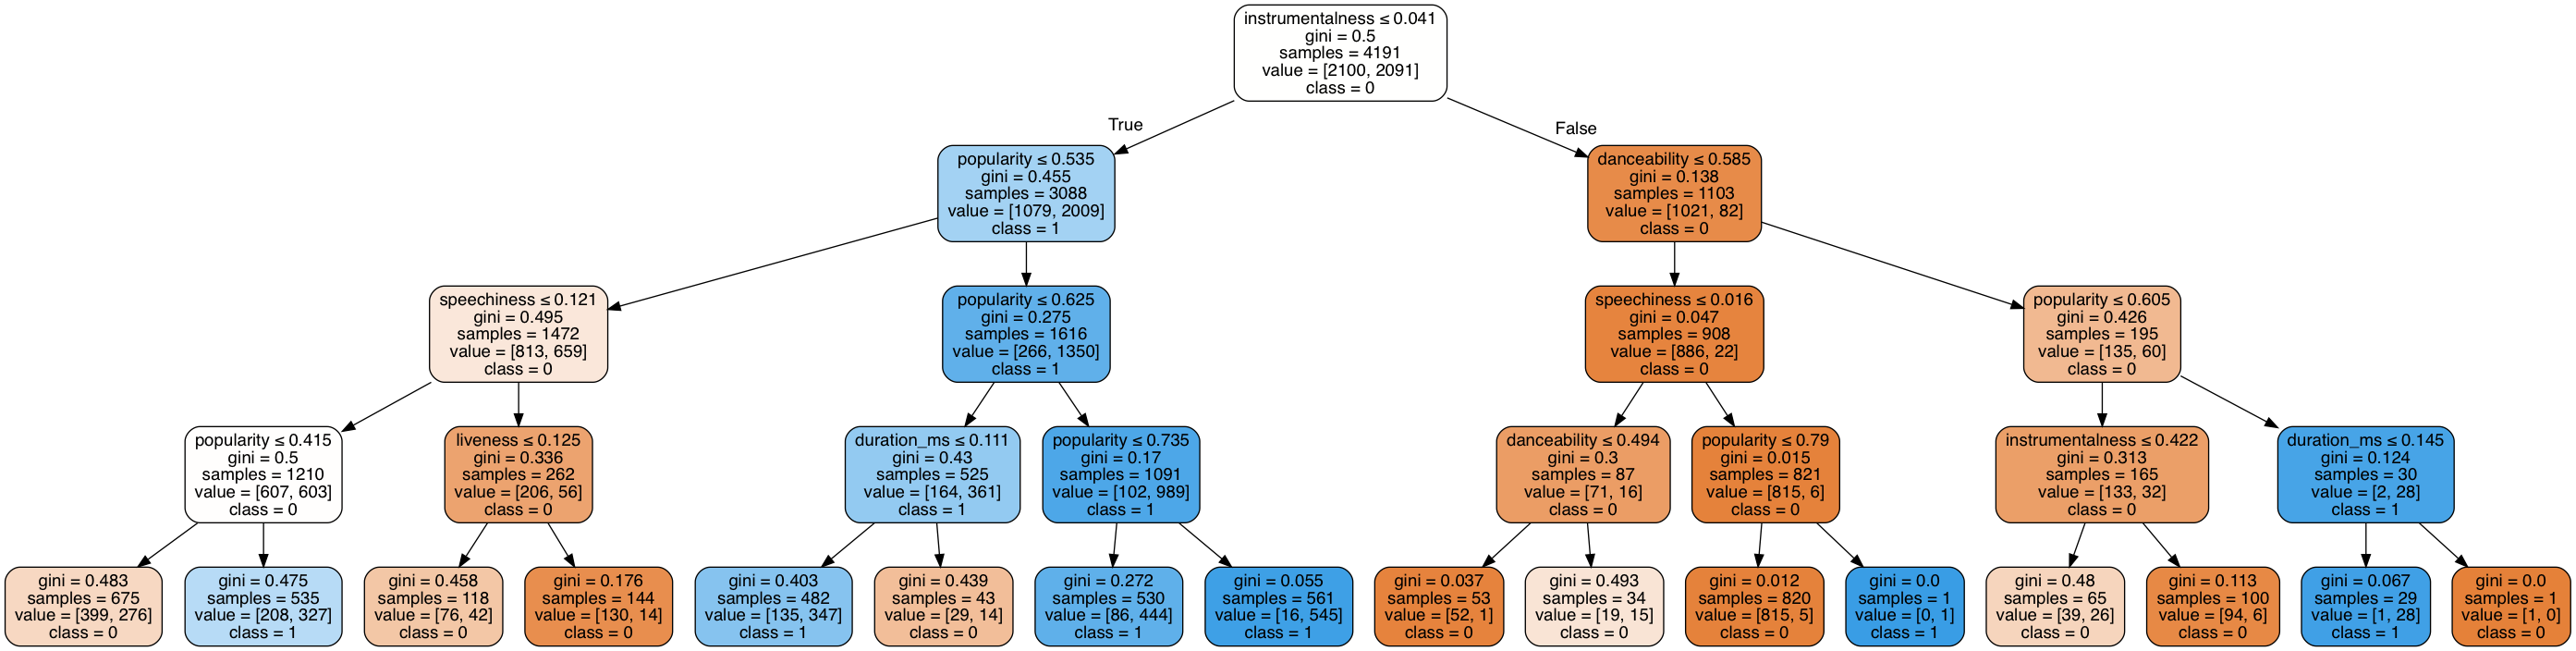 instrumentalness ≤ 0.041
gini = 0.5
samples = 4191
value = [2100, 2091]
class = 0
True
False
popularity ≤ 0.535
gini = 0.455
samples = 3088
value = [1079, 2009]
class = 1
danceability ≤ 0.585
gini = 0.138
samples = 1103
value = [1021, 82]
class = 0
speechiness ≤ 0.121
gini = 0.495
samples = 1472
value = [813, 659]
class = 0
popularity ≤ 0.625
gini = 0.275
samples = 1616
value = [266, 1350]
class = 1
speechiness ≤ 0.016
gini = 0.047
samples = 908
value = [886, 22]
class = 0
popularity ≤ 0.605
gini = 0.426
samples = 195
value = [135, 60]
class = 0
popularity ≤ 0.415
gini = 0.5
samples = 1210
value = [607, 603]
class = 0
liveness ≤ 0.125
gini = 0.336
samples = 262
value = [206, 56]
class = 0
duration_ms ≤ 0.111
gini = 0.43
samples = 525
value = [164, 361]
class = 1
popularity ≤ 0.735
gini = 0.17
samples = 1091
value = [102, 989]
class = 1
danceability ≤ 0.494
gini = 0.3
samples = 87
value = [71, 16]
class = 0
popularity ≤ 0.79
gini = 0.015
samples = 821
value = [815, 6]
class = 0
instrumentalness ≤ 0.422
gini = 0.313
samples = 165
value = [133, 32]
class = 0
duration_ms ≤ 0.145
gini = 0.124
samples = 30
value = [2, 28]
class = 1
gini = 0.483
samples = 675
value = [399, 276]
class = 0
gini = 0.475
samples = 535
value = [208, 327]
class = 1
gini = 0.458
samples = 118
value = [76, 42]
class = 0
gini = 0.176
samples = 144
value = [130, 14]
class = 0
gini = 0.403
samples = 482
value = [135, 347]
class = 1
gini = 0.439
samples = 43
value = [29, 14]
class = 0
gini = 0.272
samples = 530
value = [86, 444]
class = 1
gini = 0.055
samples = 561
value = [16, 545]
class = 1
gini = 0.037
samples = 53
value = [52, 1]
class = 0
gini = 0.493
samples = 34
value = [19, 15]
class = 0
gini = 0.012
samples = 820
value = [815, 5]
class = 0
gini = 0.0
samples = 1
value = [0, 1]
class = 1
gini = 0.48
samples = 65
value = [39, 26]
class = 0
gini = 0.113
samples = 100
value = [94, 6]
class = 0
gini = 0.067
samples = 29
value = [1, 28]
class = 1
gini = 0.0
samples = 1
value = [1, 0]
class = 0